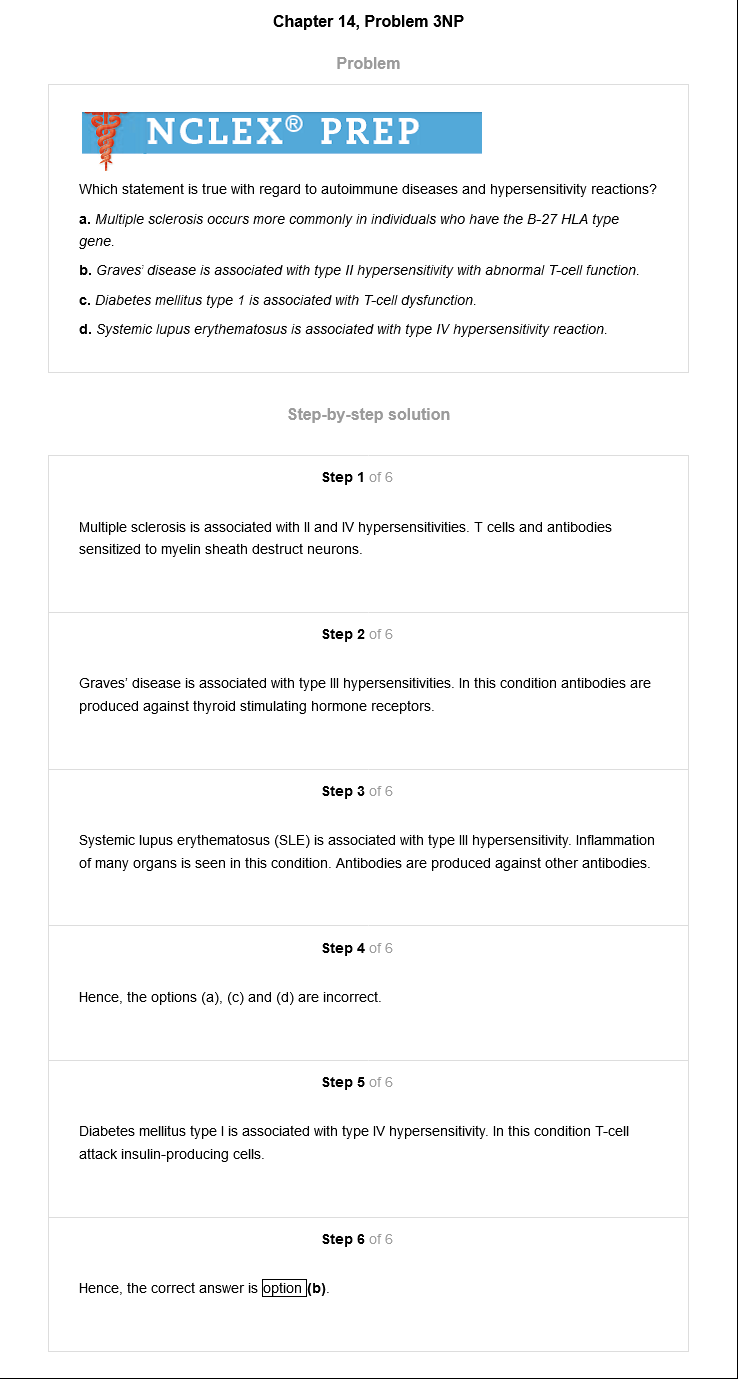 Chapter 14, Problem 3NP
Problem
NCLEX® PREP
Which statement is true with regard to autoimmune diseases and hypersensitivity reactions?
a. Multiple sclerosis occurs more commonly in individuals who have the B-27 HLA type
gene.
b. Graves' disease is associated with type II hypersensitivity with abnormal T-cell function.
c. Diabetes mellitus type 1 is associated with T-cell dysfunction.
d. Systemic lupus erythematosus is associated with type IV hypersensitivity reaction.
Step-by-step solution
Step 1 of 6
Multiple sclerosis is associated with II and IV hypersensitivities. T cells and antibodies
sensitized to myelin sheath destruct neurons.
Step 2 of 6
Graves' disease is associated with type III hypersensitivities. In this condition antibodies are
produced against thyroid stimulating hormone receptors.
Step 3 of 6
Systemic lupus erythematosus (SLE) is associated with type III hypersensitivity. Inflammation
of many organs is seen in this condition. Antibodies are produced against other antibodies.
Step 4 of 6
Hence, the options (a), (c) and (d) are incorrect.
Step 5 of 6
Diabetes mellitus type I is associated with type IV hypersensitivity. In this condition T-cell
attack insulin-producing cells.
Step 6 of 6
Hence, the correct answer is option (b).